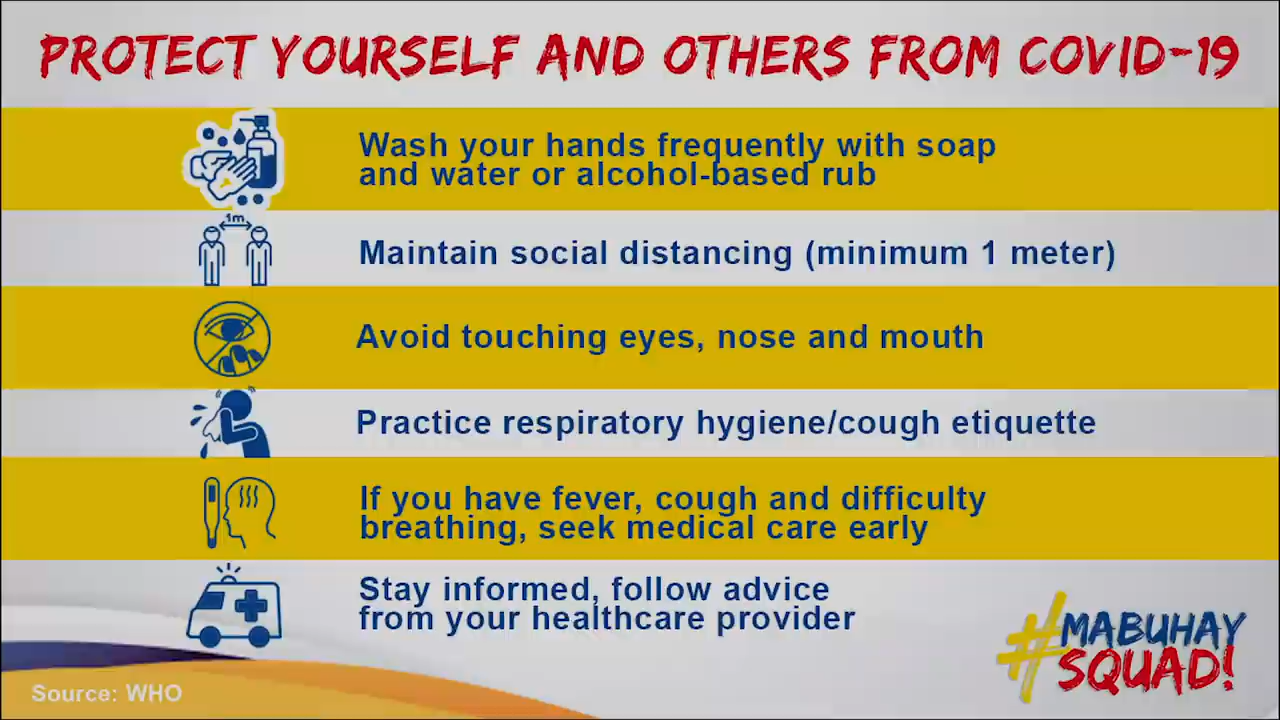 PROTECT YOURSELF AND OTHERS FROM COVID-19
Wash your hands frequently with soap
and water or alcohol-based rub
1m
Maintain social distancing (minimum 1 meter)
Avoid touching eyes, nose and mouth
Practice respiratory hygiene/cough etiquette
If you have fever, cough and difficulty
breathing, seek medical care early
Stay informed, follow advice
from your healthcare provider
#MABUHAY
SQUAD!
Source: WHO